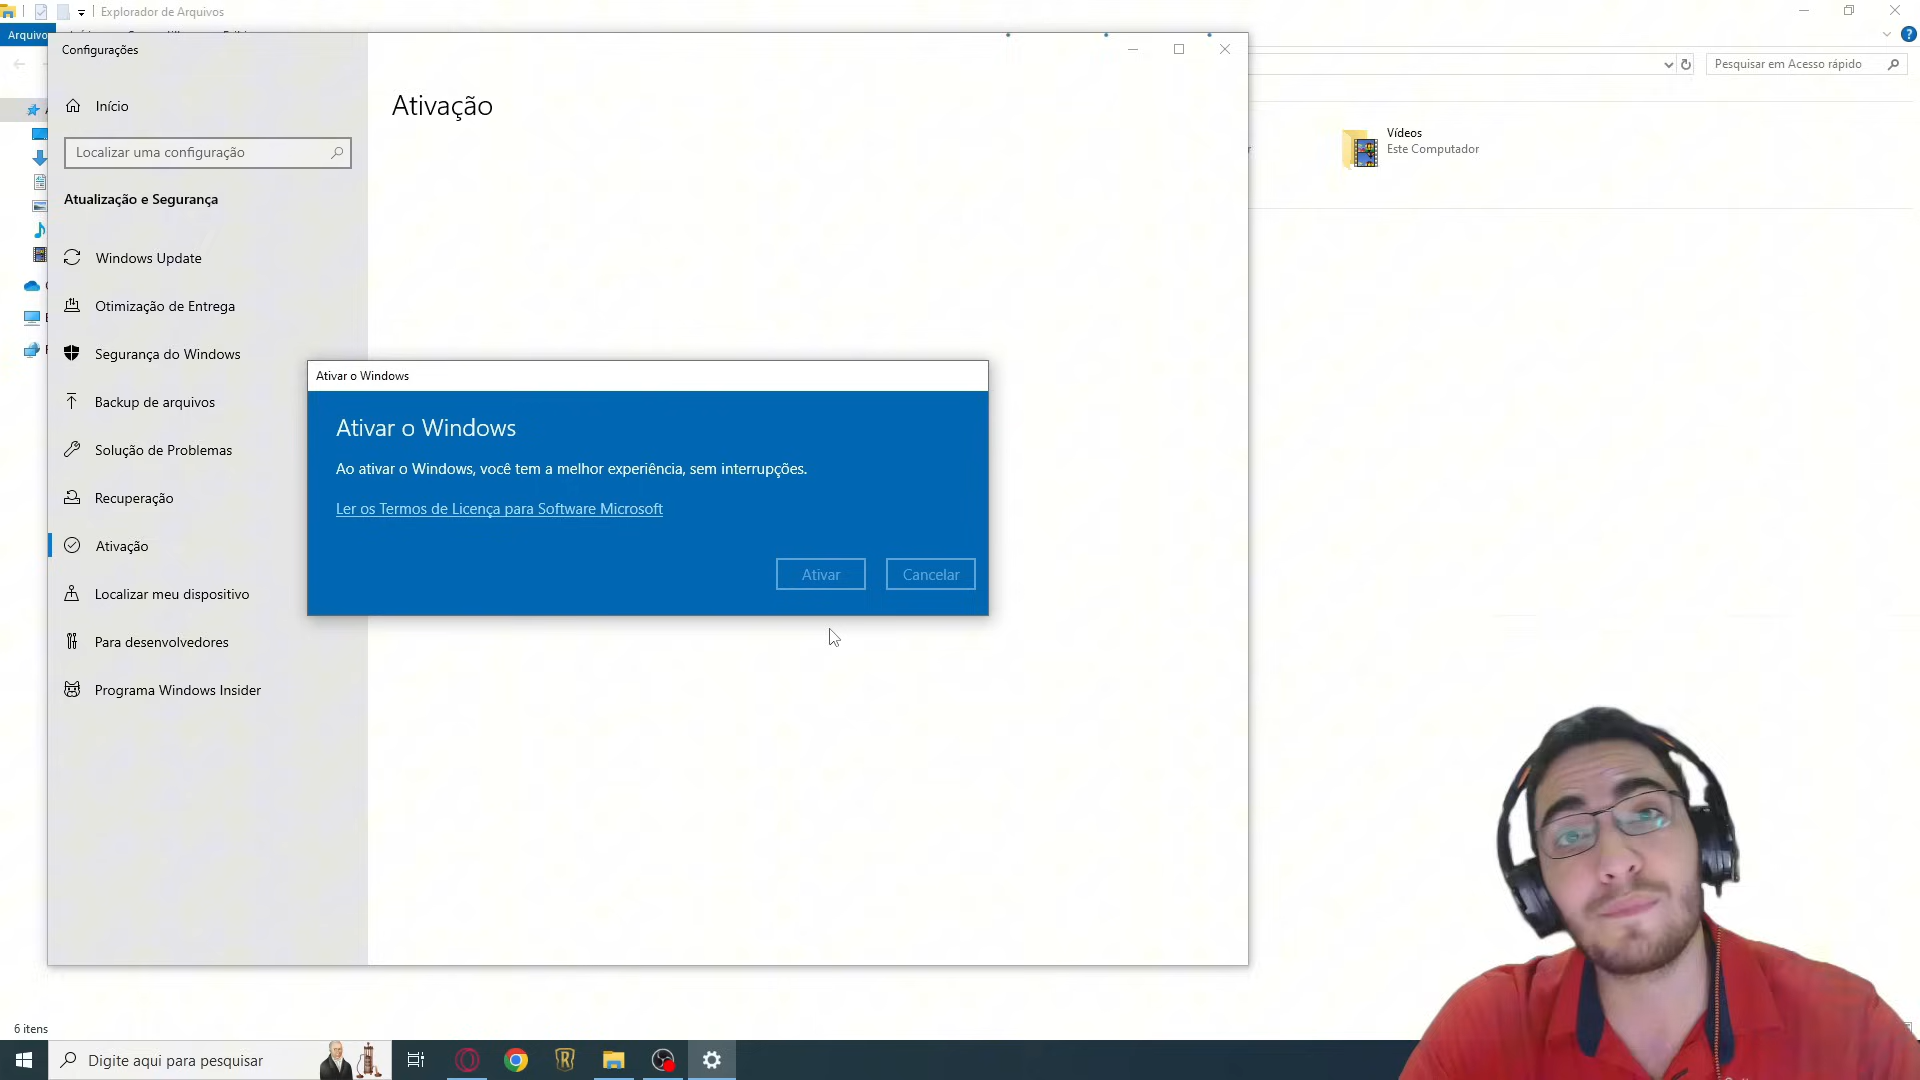 Explorador de Arquivos
Arquivo
Pesquisar em Acesso rápido
Configurações
Início
Localizar uma configuração
Atualização e Segurança
Windows Update
Otimização de Entrega
Segurança do Windows
Backup de arquivos
Solução de Problemas
Recuperação
Ativação
Localizar meu dispositivo
Para desenvolvedores
Programa Windows Insider
Ativação
Vídeos
Este Computador
Ativar o Windows
Ativar o Windows
Ao ativar o Windows, você tem a melhor experiência, sem interrupções.
Ler os Termos de Licença para Software Microsoft
Ativar
Cancelar
6 itens
Digite aqui para pesquisar